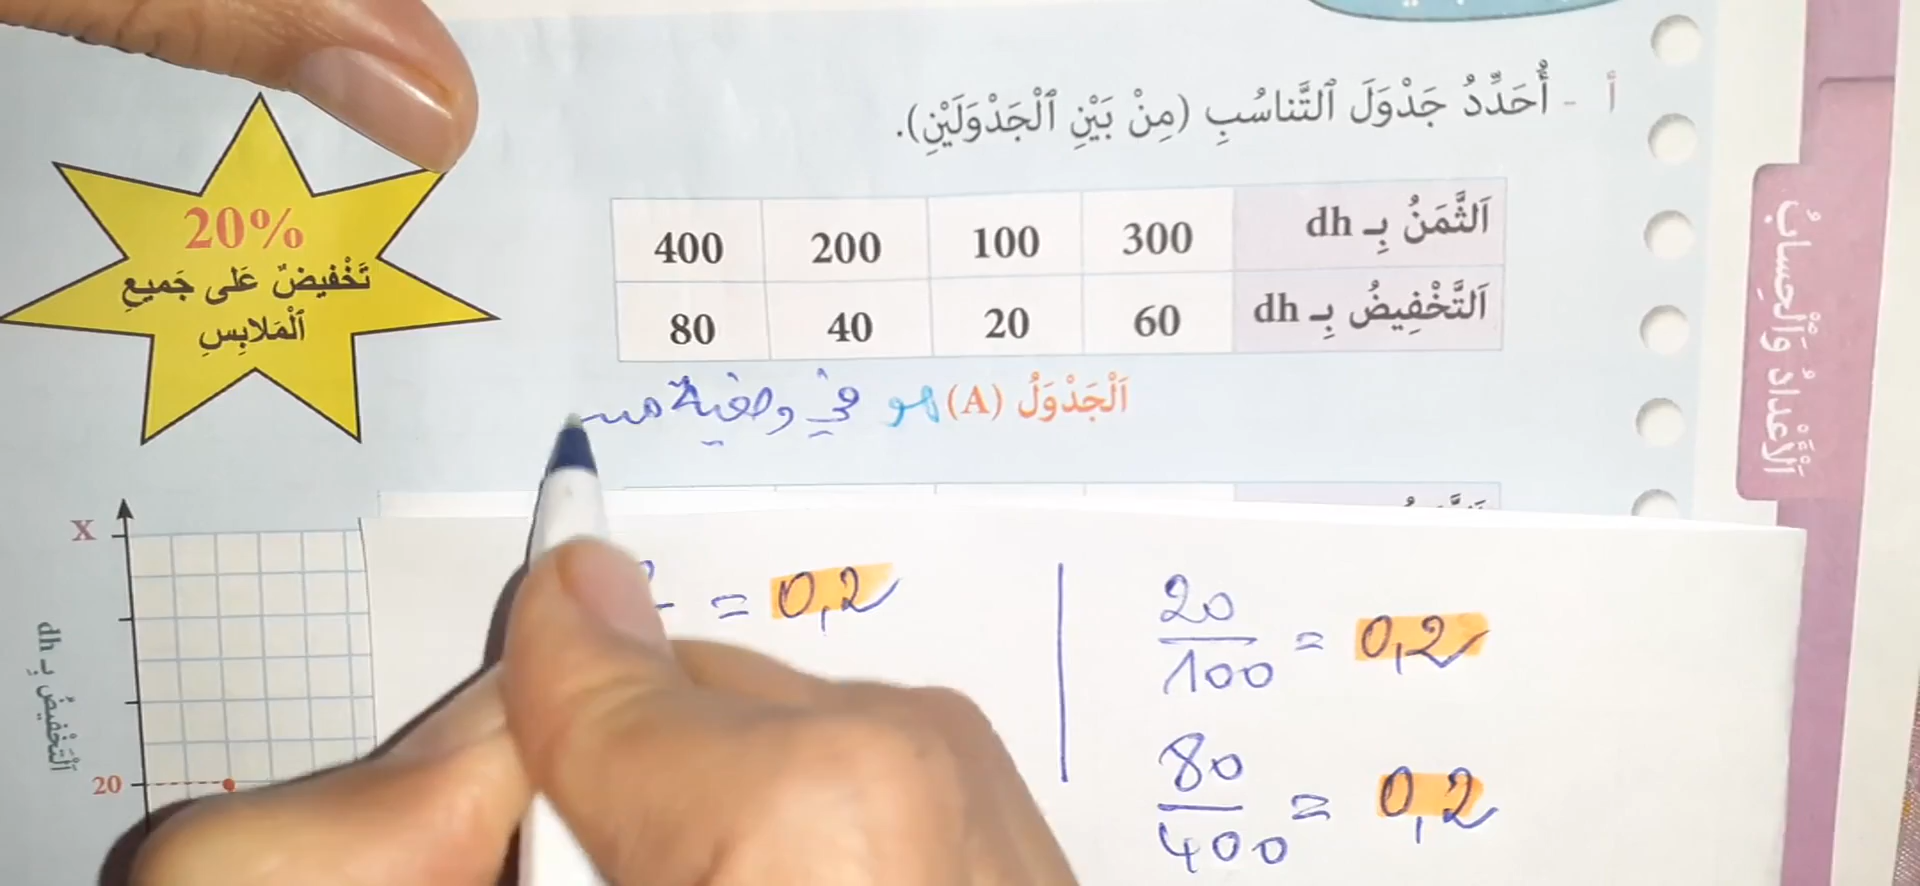 أ - أُحَدِّدُ جَدْوَلَ ٱلتَّناسُبِ (مِنْ بَيْنِ ٱلْجَدْوَلَيْنِ).
اَلثَّمَنُ بِـ dh 300 100 200 400
اَلتَّخْفِيضُ بِـ dh 60 20 40 80
اَلْجَدْوَلُ (A) هو في وضعية
20%
تَخْفيضٌ عَلى جَميعِ
ٱلْمَلابِسِ
اَلْأَعْدادُ وَٱلْحِسابُ
X
اَلتَّخْفيضُ بِـ dh
20
= 0,2
20/100 = 0,2
80/400 = 0,2